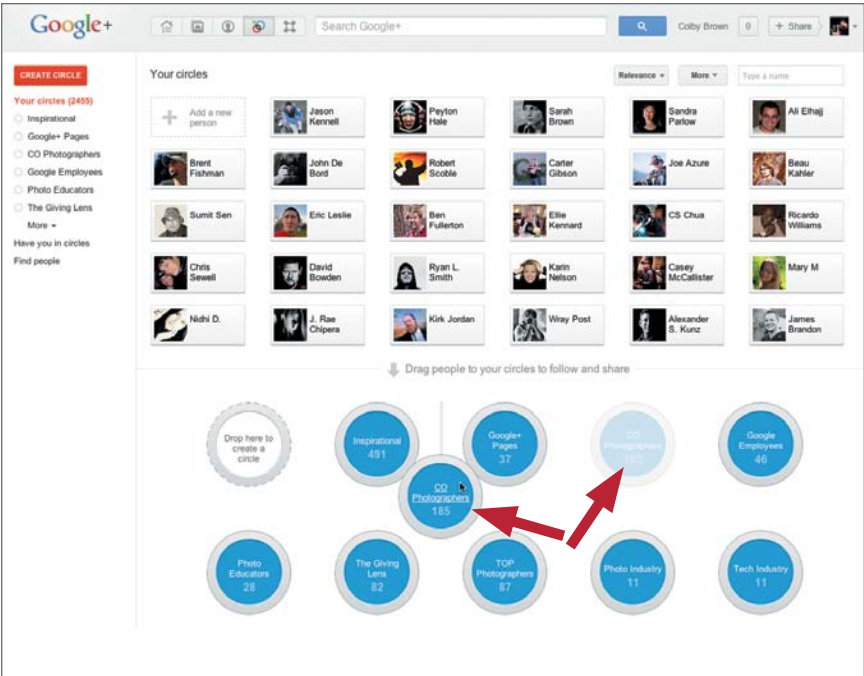 Google+
Search Google+
Colby Brown
0
+ Share
CREATE CIRCLE
Your circles (2455)
Inspirational
Google+ Pages
CO Photographers
Google Employees
Photo Educators
The Giving Lens
More
Have you in circles
Find people
Your circles
Relevance
More
Type a name
Add a new
person
Jason
Kennell
Peyton
Hale
Sarah
Brown
Sandra
Parlow
Ali Elhajj
Brent
Fishman
John De
Bord
Robert
Scoble
Carter
Gibson
Joe Azure
Beau
Kahler
Sumit Sen
Eric Leslie
Ben
Fullerton
Ellie
Kennard
CS Chua
Ricardo
Williams
Chris
Sewell
David
Bowden
Ryan L.
Smith
Karin
Nelson
Casey
McCallister
Mary M
Nidhi D.
J. Rae
Chipera
Kirk Jordan
Wray Post
Alexander
S. Kunz
James
Brandon
Drag people to your circles to follow and share
Drop here to
create a
circle
Inspirational
491
Google+
Pages
37
CO
Photographers
185
Google
Employees
46
CO
Photographers
185
Photo
Educators
28
The Giving
Lens
82
TOP
Photographers
87
Photo Industry
11
Tech Industry
11